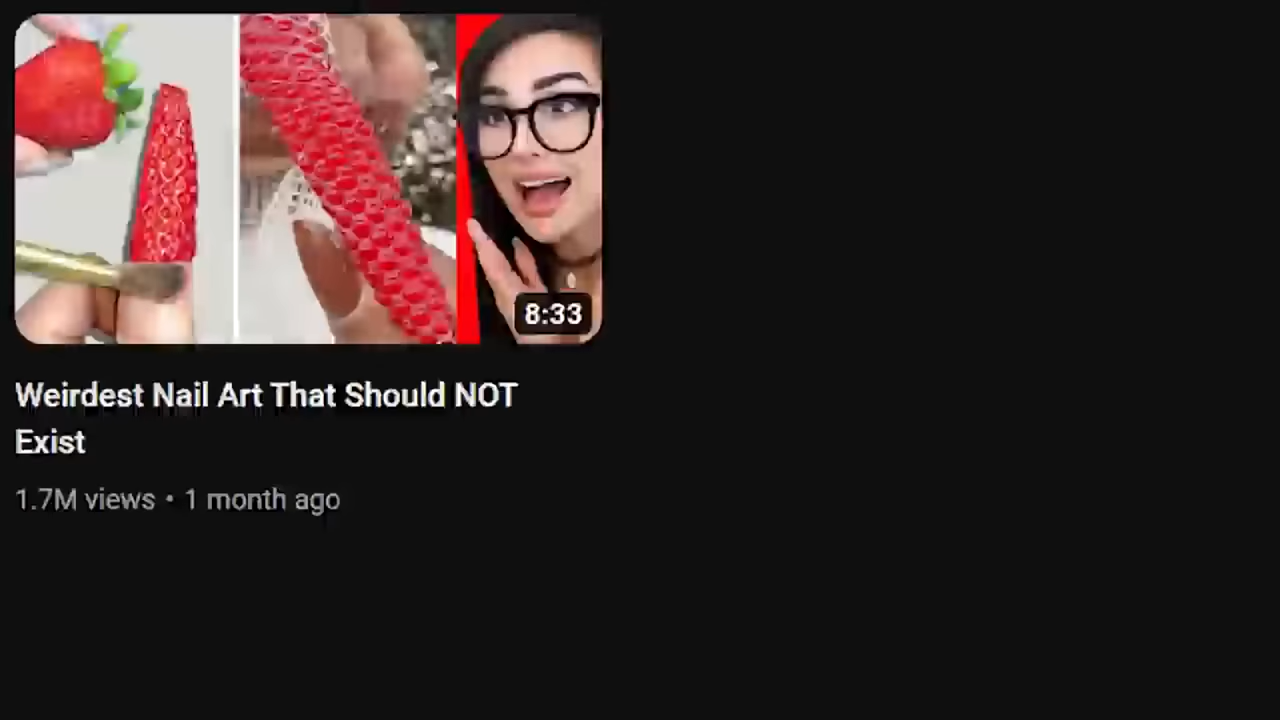 8:33
Weirdest Nail Art That Should NOT
Exist
1.7M views • 1 month ago